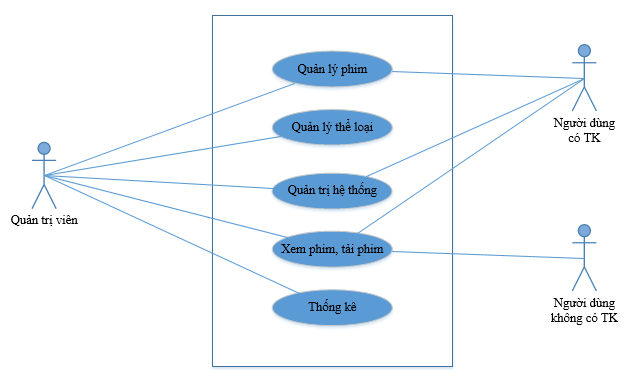 Quản lý phim
Quản lý thể loại
Quản trị hệ thống
Xem phim, tải phim
Thống kê
Quản trị viên
Người dùng
có TK
Người dùng
không có TK